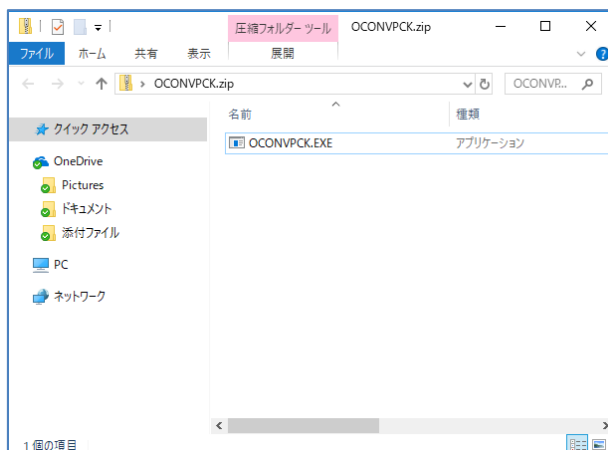 圧縮フォルダー ツール OCONVPCK.zip
ファイル ホーム 共有 表示 展開
OCONVPCK.zip OCONVP...
名前 種類
クイック アクセス
OCONVPCK.EXE アプリケーション
OneDrive
Pictures
ドキュメント
添付ファイル
PC
ネットワーク
1 個の項目